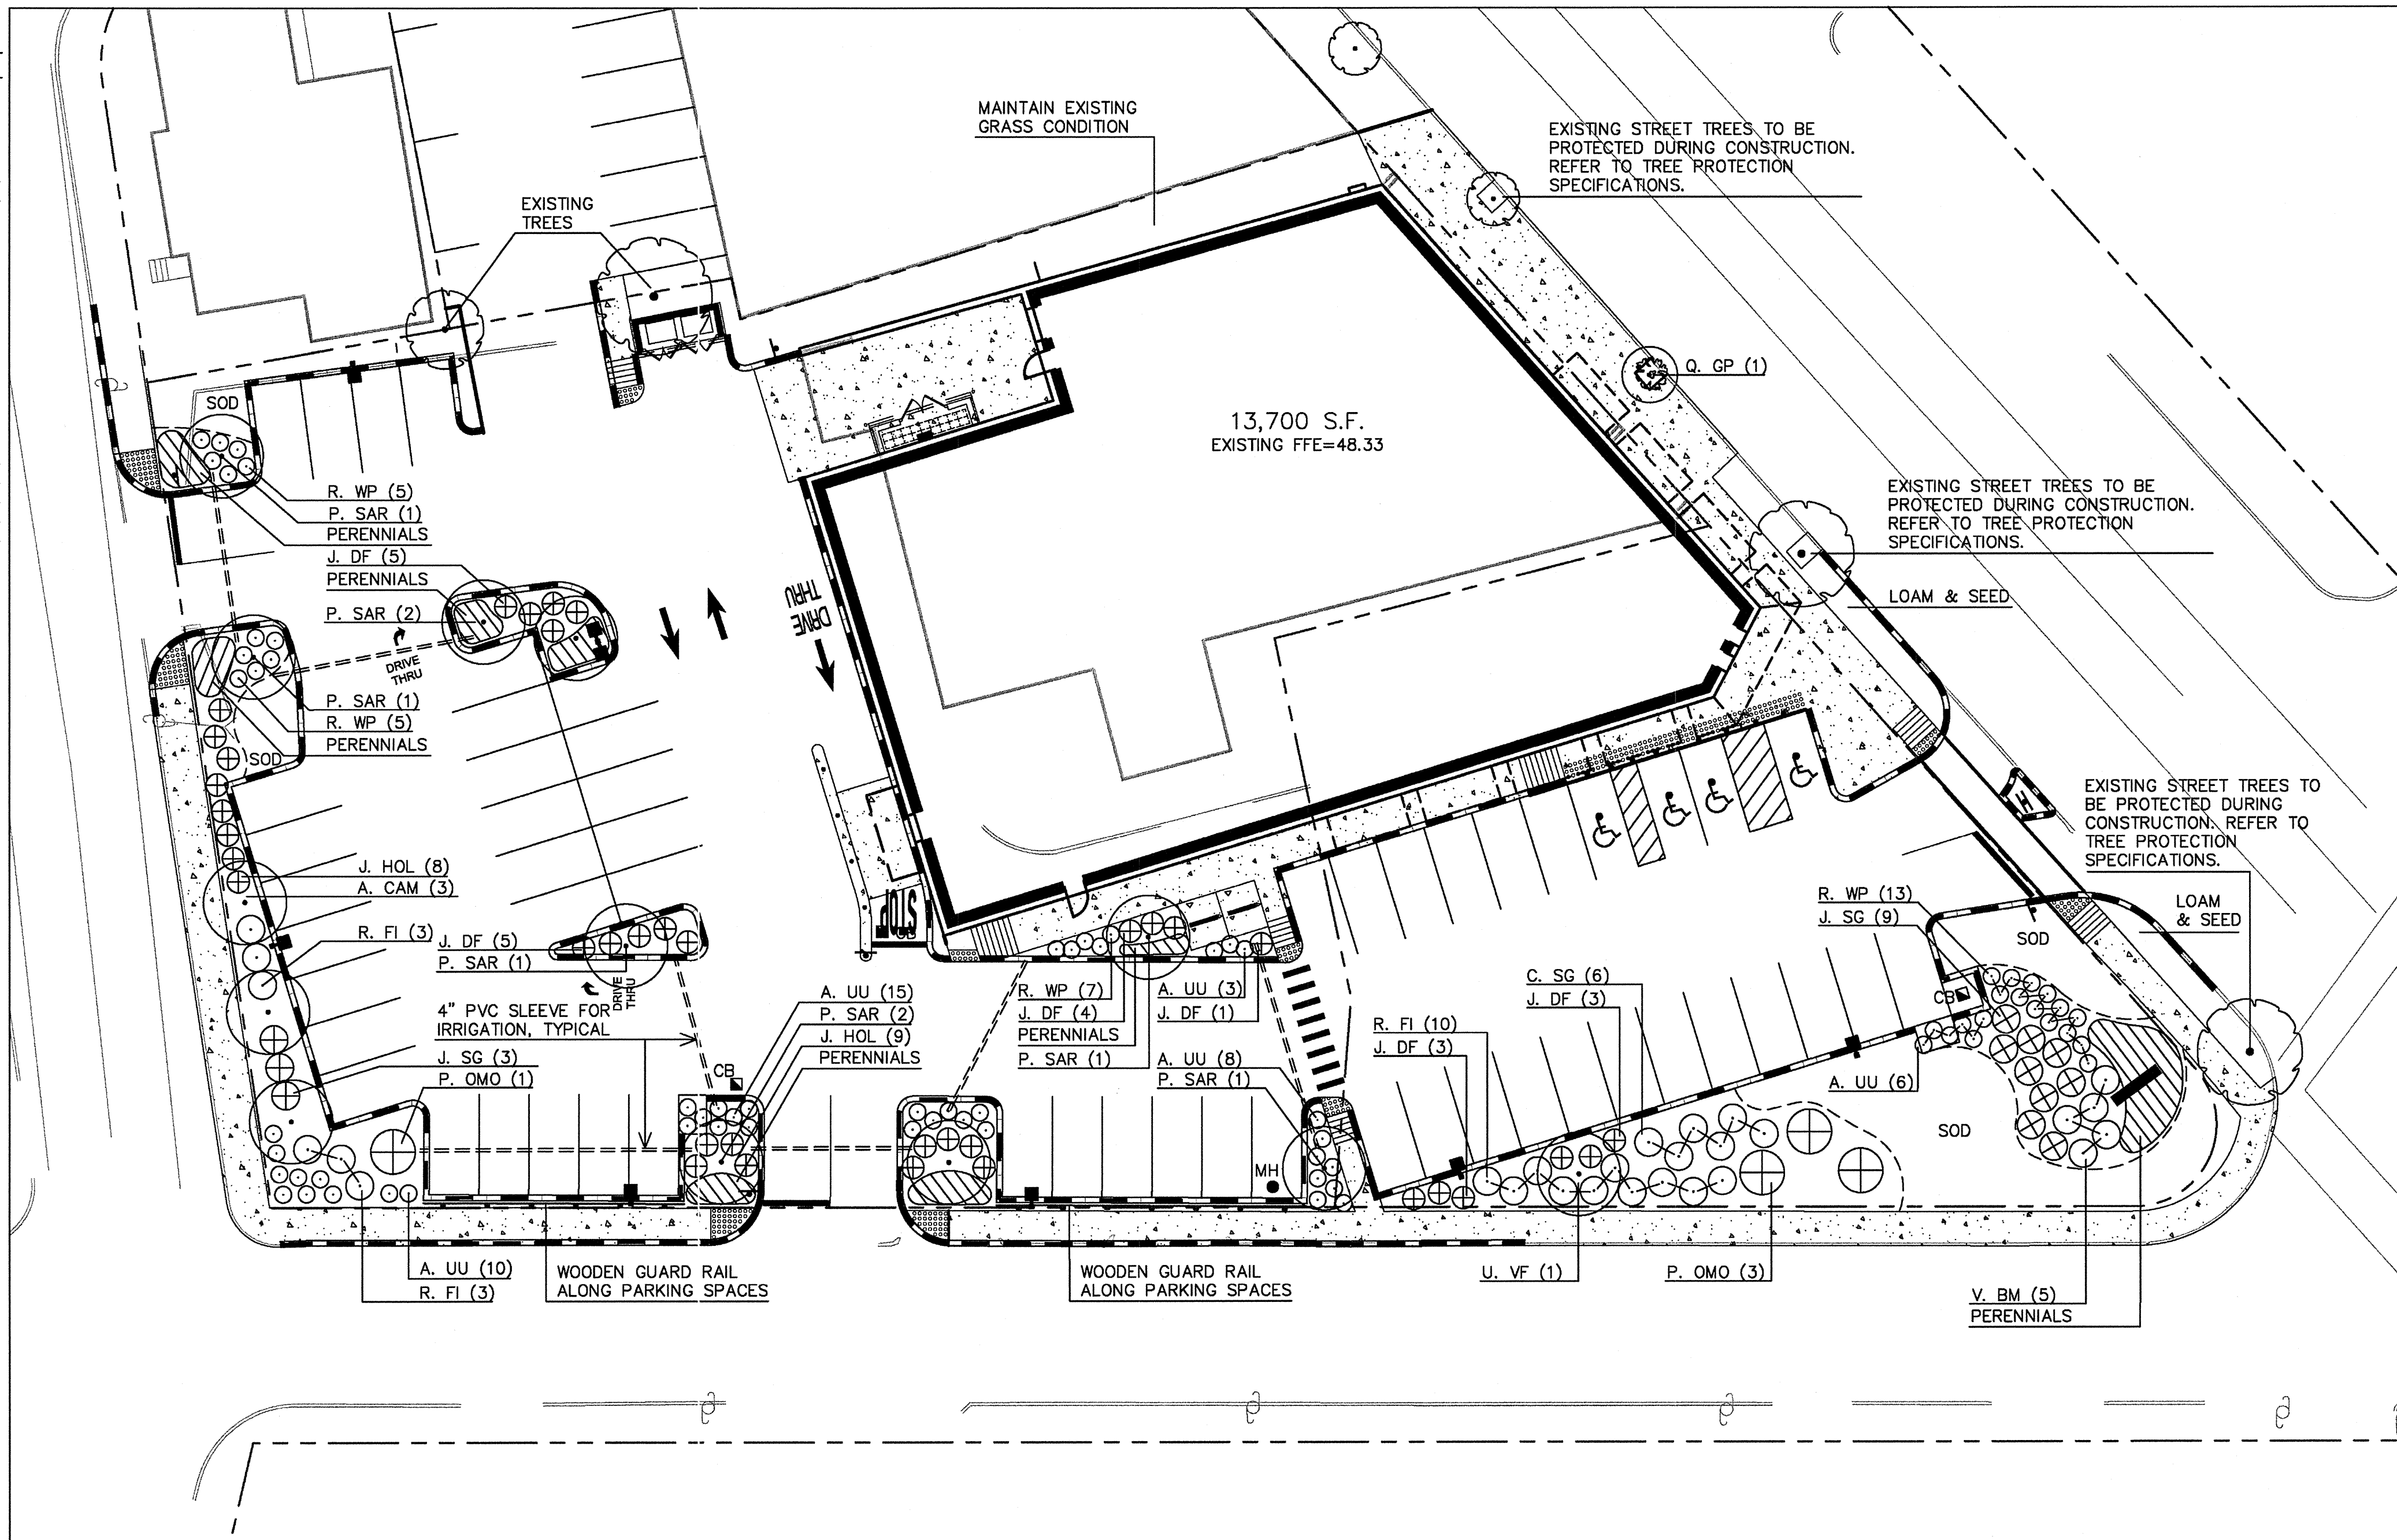 MAINTAIN EXISTING
GRASS CONDITION
EXISTING STREET TREES TO BE
PROTECTED DURING CONSTRUCTION.
REFER TO TREE PROTECTION
SPECIFICATIONS.
EXISTING
TREES
Q. GP (1)
SOD
13,700 S.F.
EXISTING FFE=48.33
R. WP (5)
P. SAR (1)
PERENNIALS
J. DF (5)
PERENNIALS
P. SAR (2)
DRIVE
THRU
DRIVE
THRU
EXISTING STREET TREES TO BE
PROTECTED DURING CONSTRUCTION.
REFER TO TREE PROTECTION
SPECIFICATIONS.
LOAM & SEED
P. SAR (1)
R. WP (5)
PERENNIALS
SOD
EXISTING STREET TREES TO
BE PROTECTED DURING
CONSTRUCTION. REFER TO
TREE PROTECTION
SPECIFICATIONS.
J. HOL (8)
A. CAM (3)
R. FI (3)
J. DF (5)
P. SAR (1)
DRIVE
THRU
STOP
R. WP (13)
J. SG (9)
LOAM
& SEED
SOD
4" PVC SLEEVE FOR
IRRIGATION, TYPICAL
A. UU (15)
P. SAR (2)
J. HOL (9)
PERENNIALS
R. WP (7)
J. DF (4)
PERENNIALS
P. SAR (1)
A. UU (3)
J. DF (1)
A. UU (8)
P. SAR (1)
C. SG (6)
J. DF (3)
R. FI (10)
J. DF (3)
CB
A. UU (6)
J. SG (3)
P. OMO (1)
CB
MH
SOD
A. UU (10)
R. FI (3)
WOODEN GUARD RAIL
ALONG PARKING SPACES
WOODEN GUARD RAIL
ALONG PARKING SPACES
U. VF (1)
P. OMO (3)
V. BM (5)
PERENNIALS